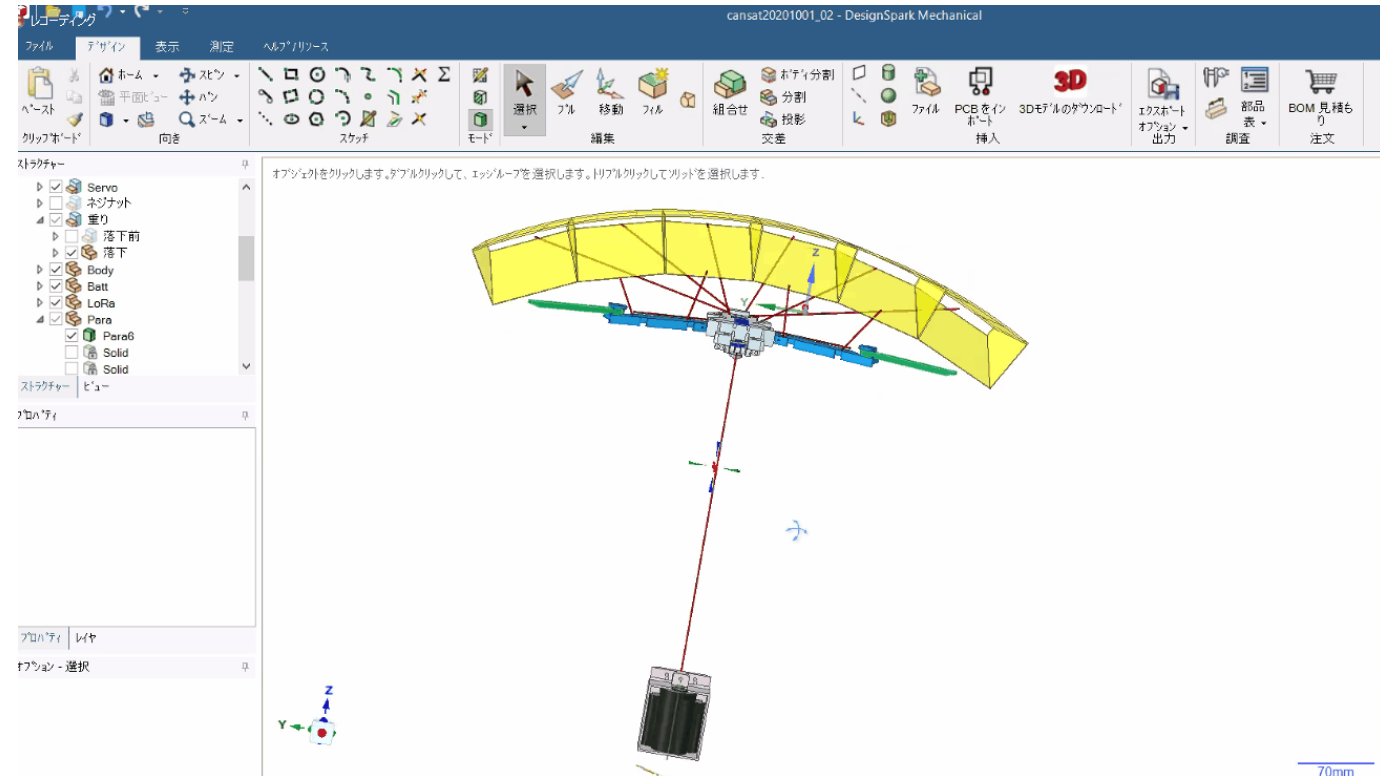 レコーディング
cansat20201001_02 - DesignSpark Mechanical
ファイル デザイン 表示 測定 ヘルプ/リソース
ペースト
ホーム
平面ビュー
スピン
パン
ズーム
Σ
選択
プル
移動
フィル
組合せ
ボディ分割
分割
投影
ファイル
PCB をイン
ポート
3D
3Dモデルのダウンロード
エクスポート
オプション
部品
表
BOM 見積も
り
クリップボード 向き スケッチ モード 編集 交差 挿入 出力 調査 注文
ストラクチャー
オブジェクトをクリックします。ダブルクリックして、エッジループを選択します。トリプルクリックしてソリッドを選択します.
Servo
ネジナット
重り
落下前
落下
Body
Batt
LoRa
Para
Para6
Solid
Solid
ストラクチャー ビュー
プロパティ
プロパティ レイヤ
オプション - 選択
Z
Y
Z
Y
70mm